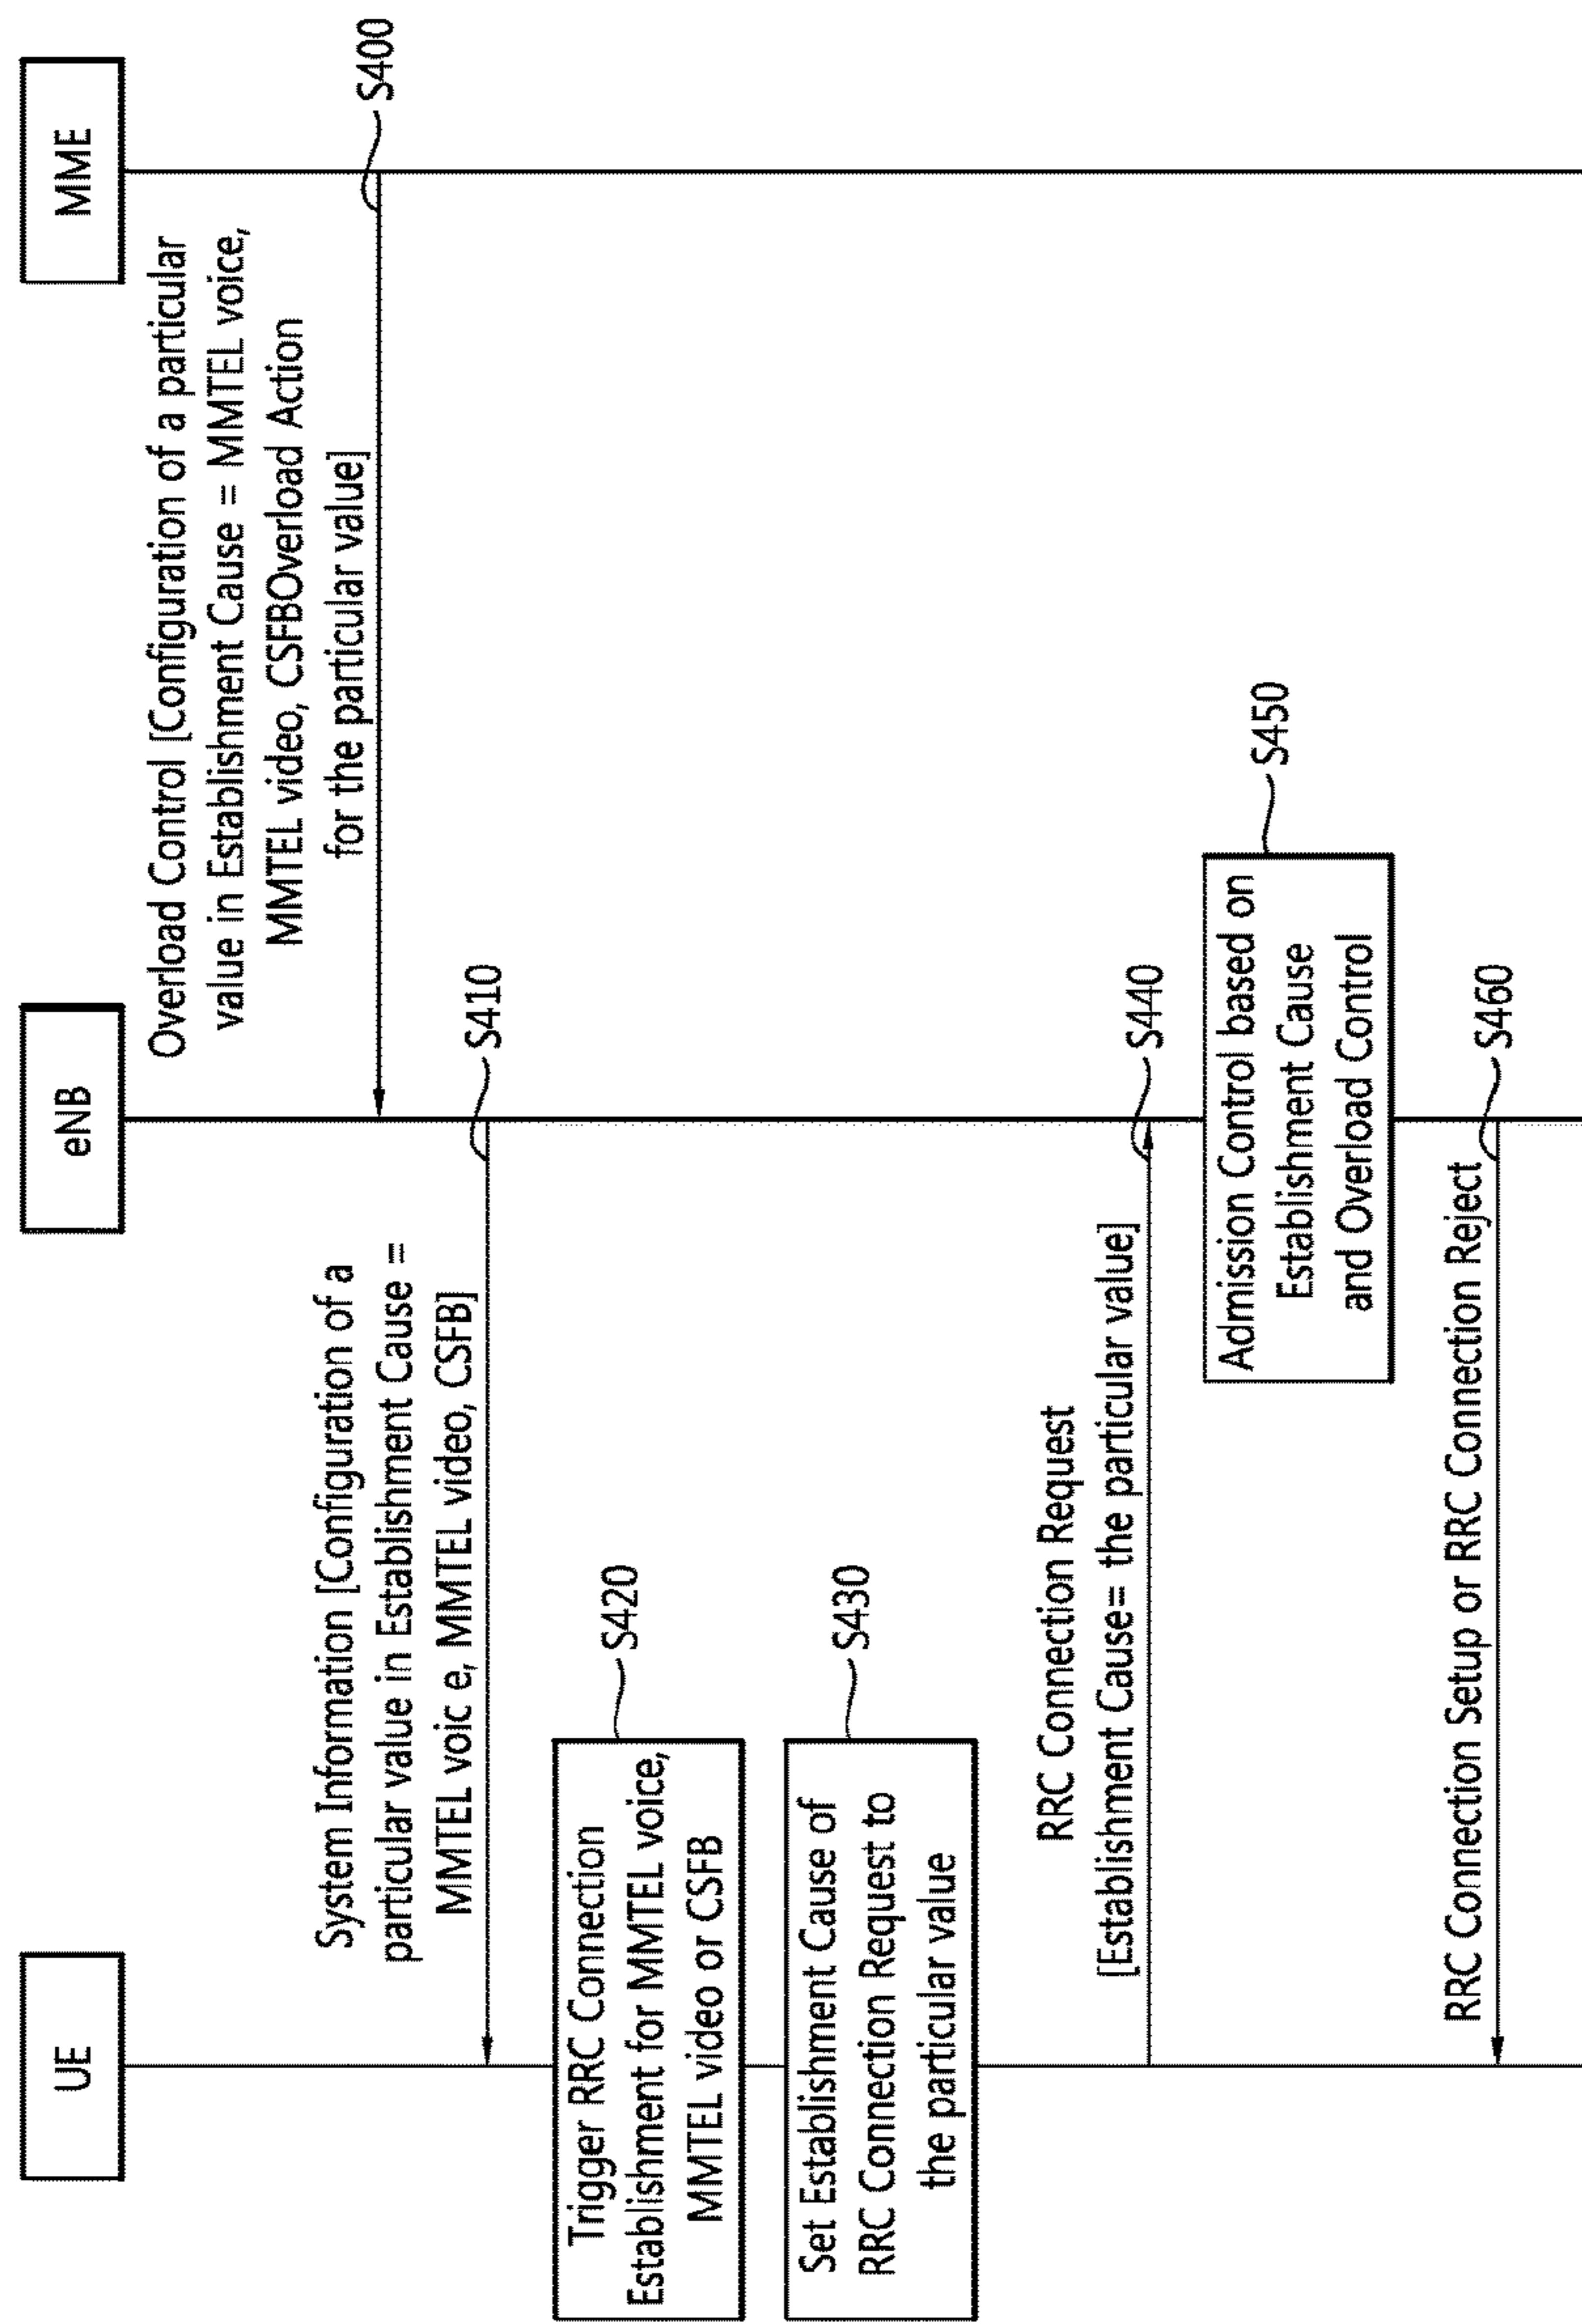 UE
eNB
MME
Overload Control [Configuration of a particular
value in Establishment Cause = MMTEL voice,
MMTEL video, CSFBOverload Action
for the particular value]
S400
System Information [Configuration of a
particular value in Establishment Cause =
MMTEL voic e, MMTEL video, CSFB]
S410
Trigger RRC Connection
Establishment for MMTEL voice,
MMTEL video or CSFB
S420
Set Establishment Cause of
RRC Connection Request to
the particular value
S430
RRC Connection Request
[Establishment Cause= the particular value]
S440
Admission Control based on
Establishment Cause
and Overload Control
S450
RRC Connection Setup or RRC Connection Reject
S460